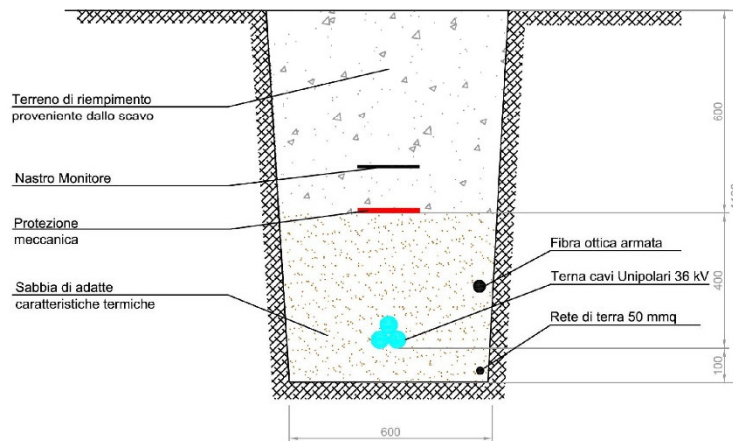 Terreno di riempimento
proveniente dallo scavo
Nastro Monitore
Protezione
meccanica
Sabbia di adatte
caratteristiche termiche
Fibra ottica armata
Terna cavi Unipolari 36 kV
Rete di terra 50 mmq
600
400
100
600